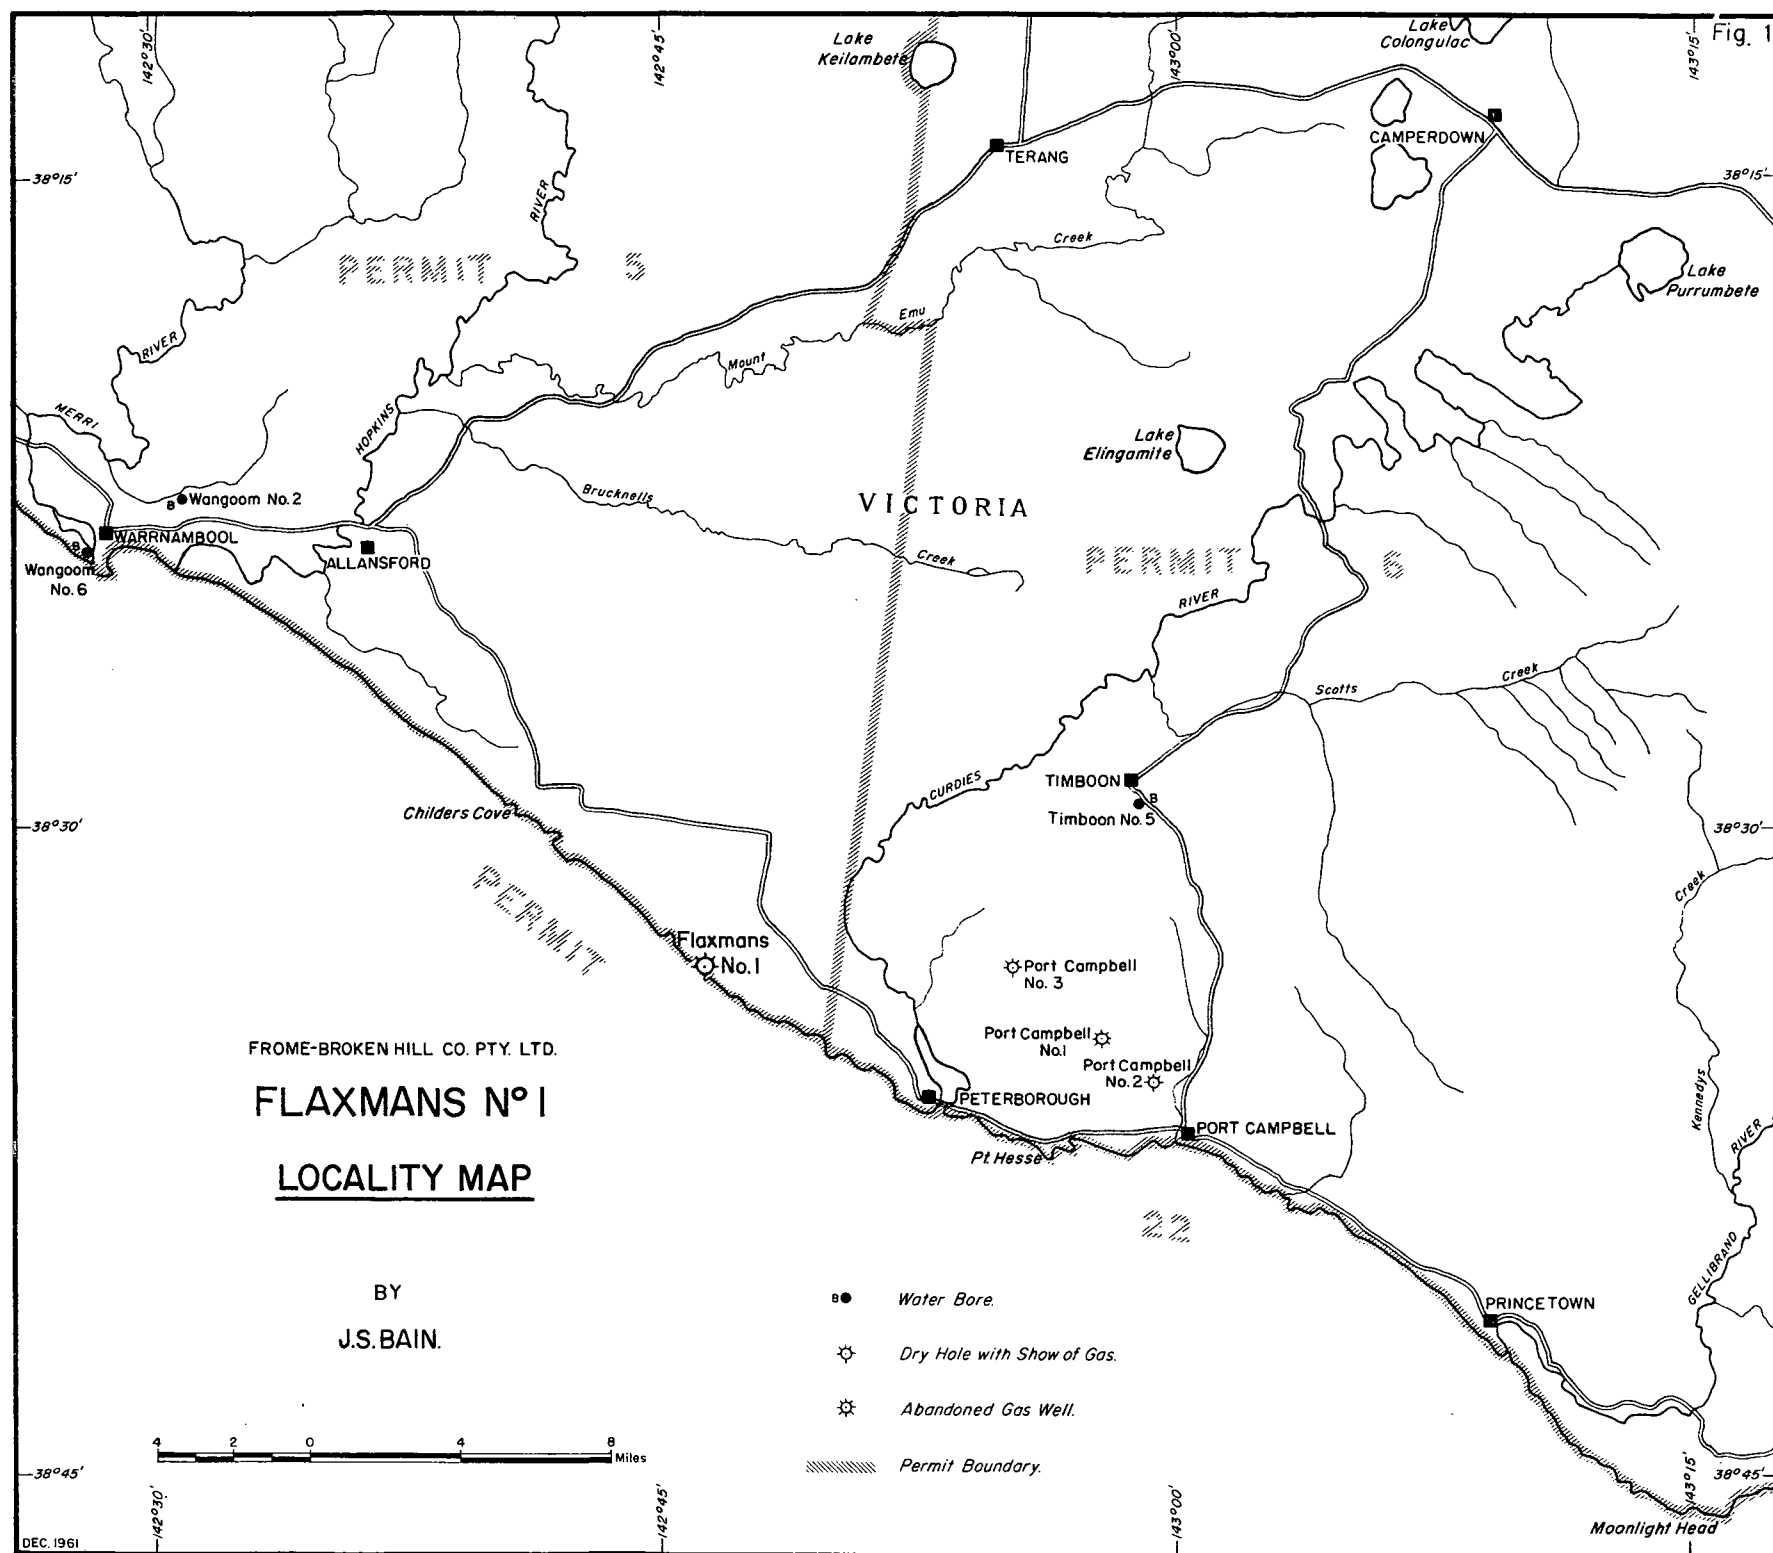 Fig. 1
142°30'
142°45'
143°00'
143°15'
Lake
Keilambete
Lake
Colongulac
TERANG
CAMPERDOWN
38°15'
38°15'
RIVER
PERMIT 5
Creek
Lake
Purrumbete
Emu
Mount
RIVER
MERRI
HOPKINS
Lake
Elingamite
B
Wangoom No. 2
Brucknells
Creek
VICTORIA
WARRNAMBOOL
B
Wangoom
No. 6
ALLANSFORD
PERMIT 6
RIVER
CURDIES
Scotts
Creek
TIMBOON
B
Timboon No. 5
Childers Cove
38°30'
38°30'
PERMIT
Creek
Kennedys
Flaxmans
No. 1
Port Campbell
No. 3
Port Campbell
No. 1
Port Campbell
No. 2
PETERBOROUGH
PORT CAMPBELL
Pt. Hesse
RIVER
GELLIBRAND
22
PRINCETOWN
FROME-BROKEN HILL CO. PTY. LTD.
FLAXMANS Nº 1
LOCALITY MAP
BY
J.S. BAIN.
B Water Bore.
Dry Hole with Show of Gas.
Abandoned Gas Well.
Permit Boundary.
4 2 0 4 8
Miles
38°45'
38°45'
142°30'
142°45'
143°00'
143°15'
Moonlight Head
DEC. 1961